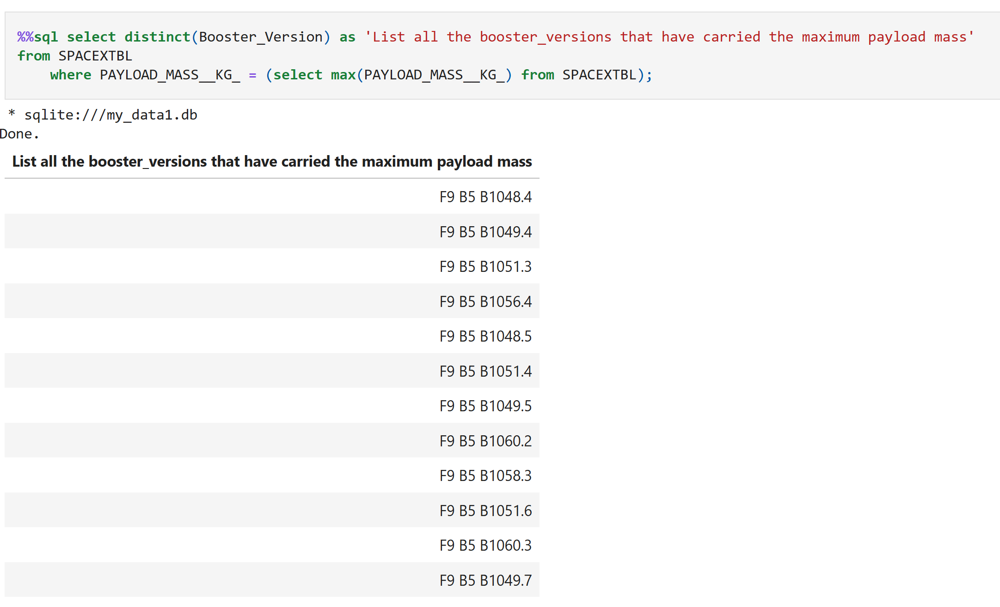 %%sql select distinct(Booster_Version) as 'List all the booster_versions that have carried the maximum payload mass'
from SPACEXTBL
    where PAYLOAD_MASS__KG_ = (select max(PAYLOAD_MASS__KG_) from SPACEXTBL);
* sqlite:///my_data1.db
Done.
List all the booster_versions that have carried the maximum payload mass
F9 B5 B1048.4
F9 B5 B1049.4
F9 B5 B1051.3
F9 B5 B1056.4
F9 B5 B1048.5
F9 B5 B1051.4
F9 B5 B1049.5
F9 B5 B1060.2
F9 B5 B1058.3
F9 B5 B1051.6
F9 B5 B1060.3
F9 B5 B1049.7